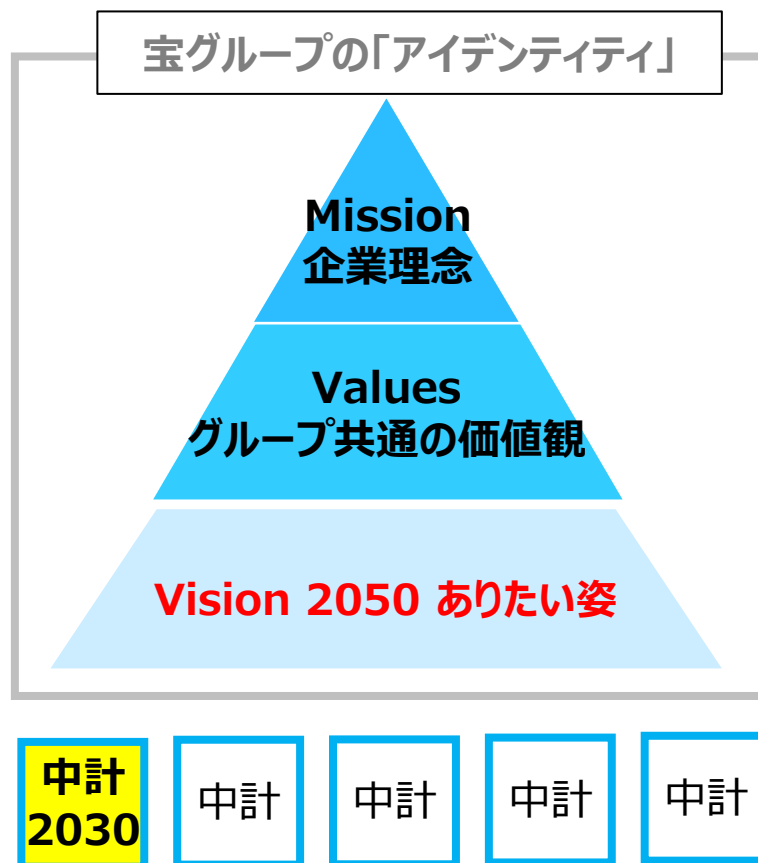 宝グループの「アイデンティティ」
Mission
企業理念
Values
グループ共通の価値観
Vision 2050 ありたい姿
中計
2030
中計
中計
中計
中計